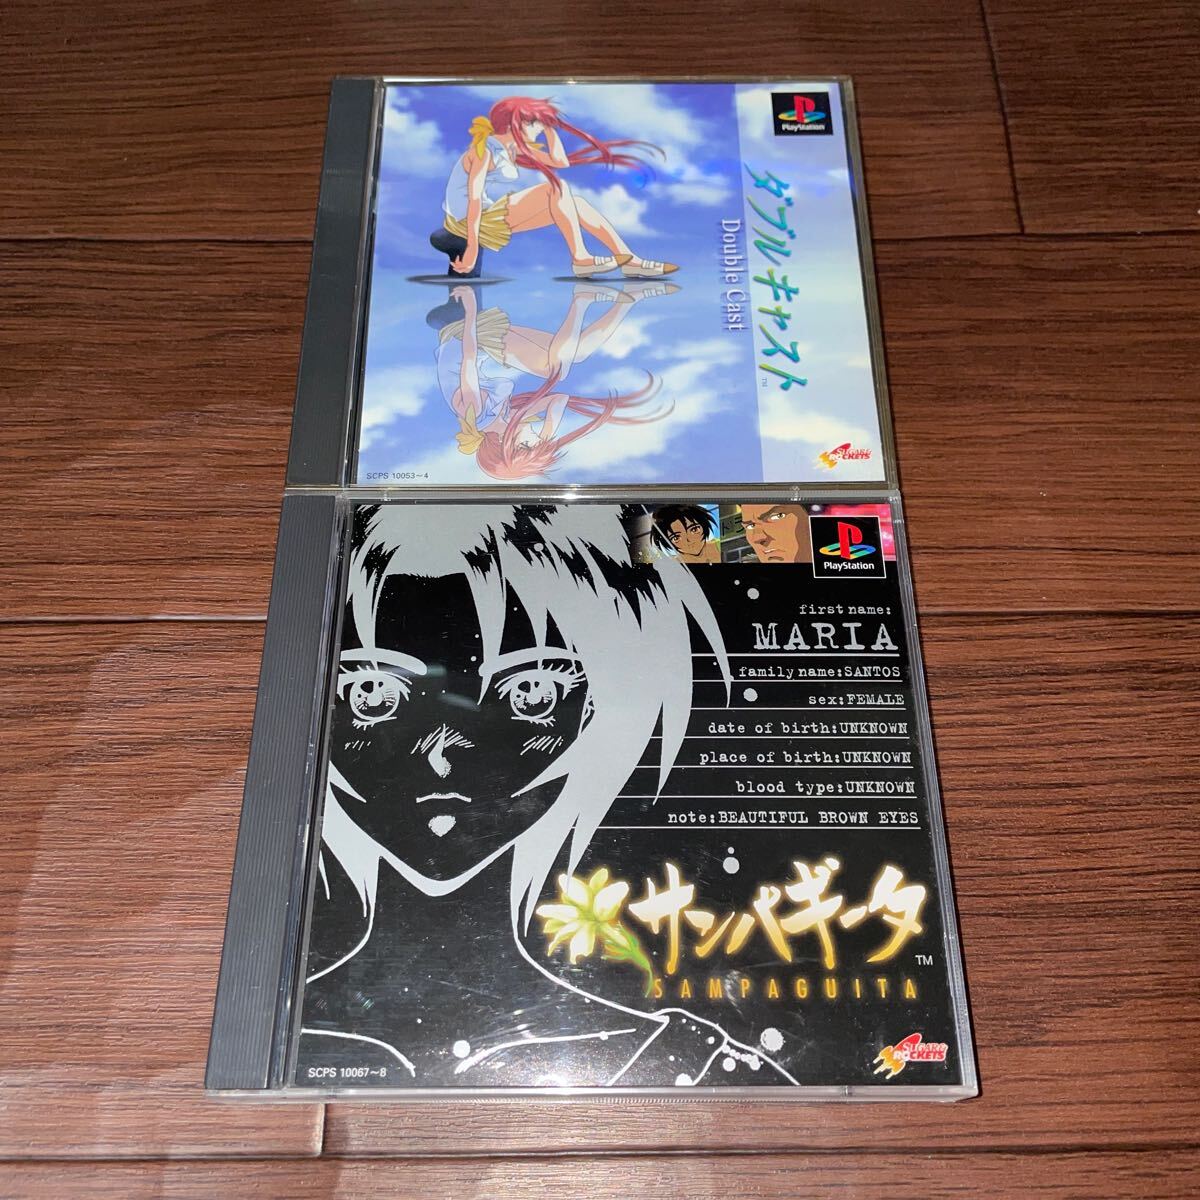 PlayStation
ダブルキャスト
TM
Double Cast
SCPS 10053～4
SUGAR &
ROCKETS
PlayStation
first name:
MARIA
family name:SANTOS
sex:FEMALE
date of birth:UNKNOWN
place of birth:UNKNOWN
blood type:UNKNOWN
note:BEAUTIFUL BROWN EYES
サンパギータ
TM
SAMPAGUITA
SUGAR &
ROCKETS
SCPS 10067～8